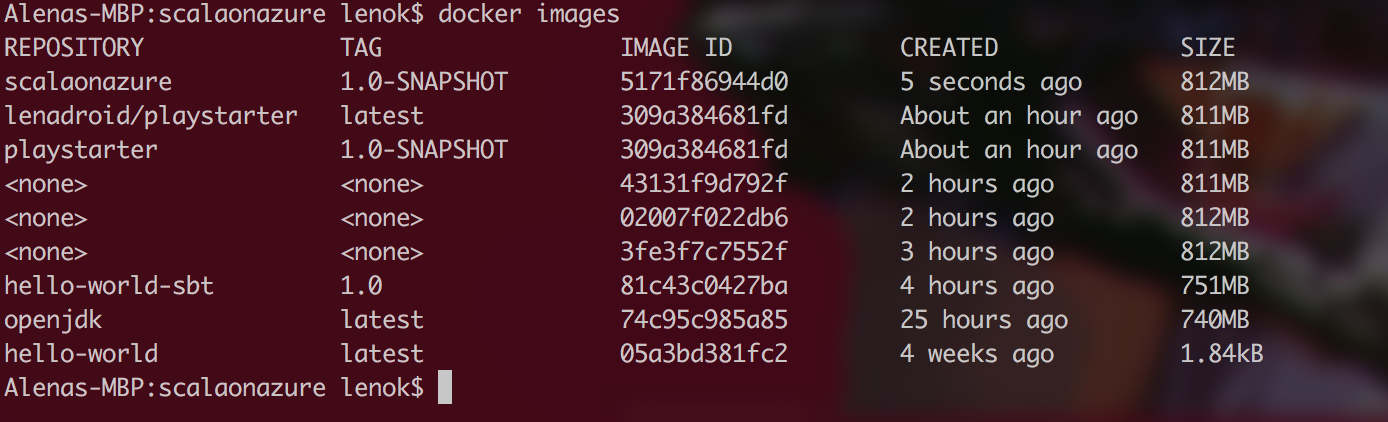 Alenas-MBP:scalaonazure lenok$ docker images
REPOSITORY TAG IMAGE ID CREATED SIZE
scalaonazure 1.0-SNAPSHOT 5171f86944d0 5 seconds ago 812MB
lenadroid/playstarter latest 309a384681fd About an hour ago 811MB
playstarter 1.0-SNAPSHOT 309a384681fd About an hour ago 811MB
<none> <none> 43131f9d792f 2 hours ago 811MB
<none> <none> 02007f022db6 2 hours ago 812MB
<none> <none> 3fe3f7c7552f 3 hours ago 812MB
hello-world-sbt 1.0 81c43c0427ba 4 hours ago 751MB
openjdk latest 74c95c985a85 25 hours ago 740MB
hello-world latest 05a3bd381fc2 4 weeks ago 1.84kB
Alenas-MBP:scalaonazure lenok$